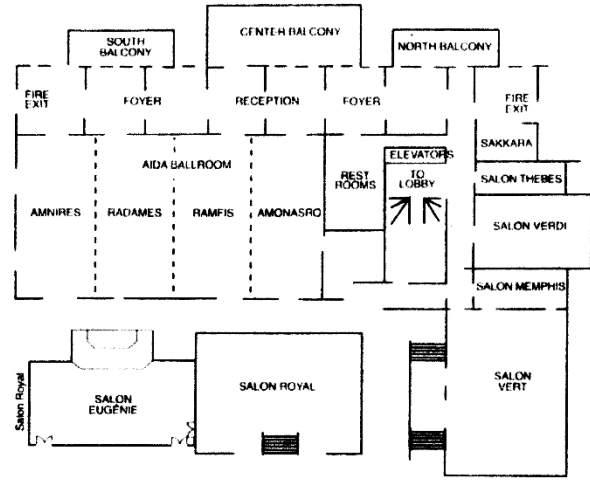 CENTER BALCONY
SOUTH
BALCONY
NORTH BALCONY
FIRE
EXIT
FOYER
RECEPTION
FOYER
FIRE
EXIT
SAKKARA
ELEVATORS
AIDA BALLROOM
REST
ROOMS
TO
LOBBY
SALON THEBES
AMNIRES
RADAMES
RAMFIS
AMONASRO
SALON VERDI
SALON MEMPHIS
Salon Royal
SALON
EUGÉNIE
SALON ROYAL
SALON
VERT